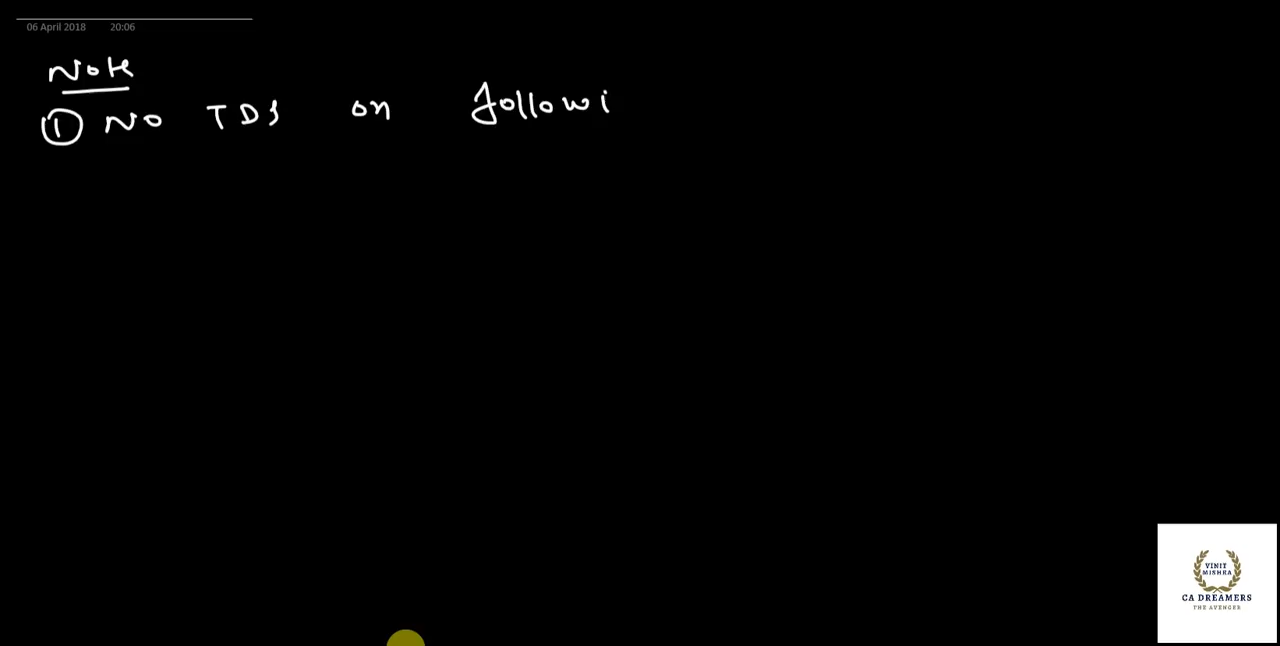 06 April 2018 20:06
Note
① No TDS on followi
VINIT
MISHRA
CA DREAMERS
THE AVENGER